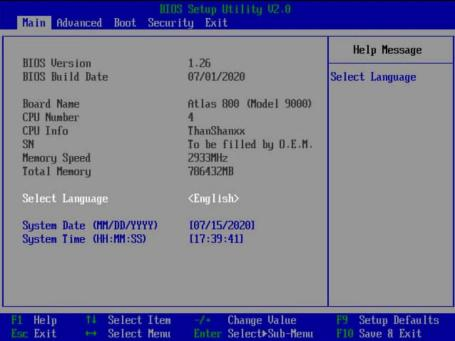 BIOS Setup Utility V2.0
Main Advanced Boot Security Exit
Help Message
Select Language
BIOS Version 1.26
BIOS Build Date 07/01/2020
Board Name Atlas 800 (Model 9000)
CPU Number 4
CPU Info ThanShanxx
SN To be filled by O.E.M.
Memory Speed 2933MHz
Total Memory 786432MB
Select Language <English>
System Date (MM/DD/YYYY) [07/15/2020]
System Time (HH:MM:SS) [17:39:41]
F1 Help ↑↓ Select Item -/+ Change Value F9 Setup Defaults
Esc Exit ↔ Select Menu Enter Select▶Sub-Menu F10 Save & Exit